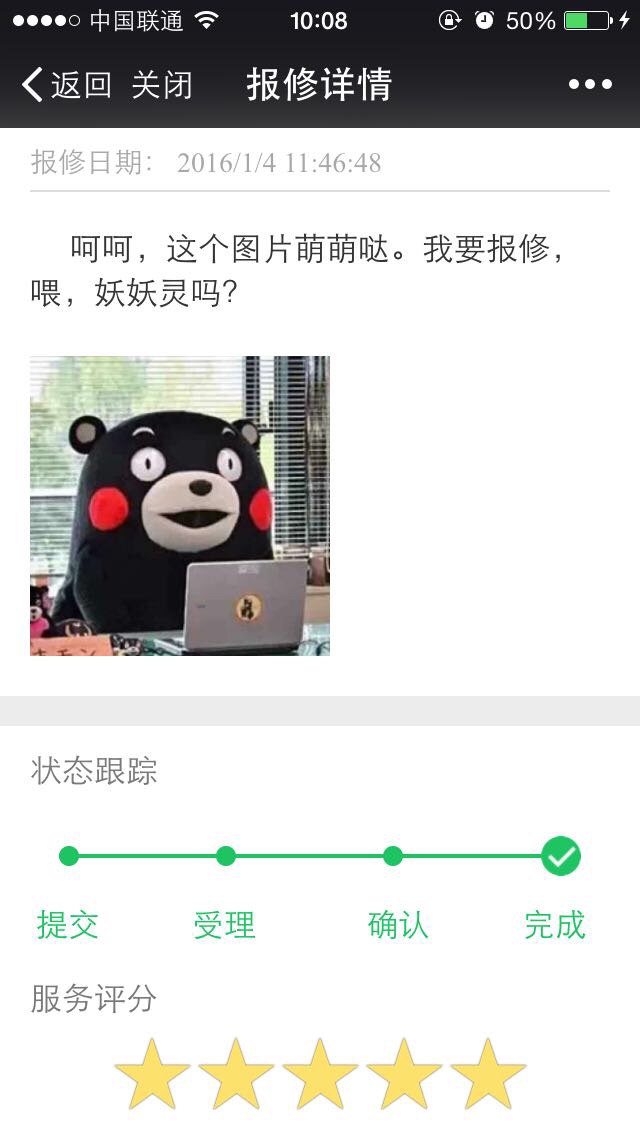 中国联通 10:08 50%
返回 关闭 报修详情
报修日期： 2016/1/4 11:46:48
呵呵，这个图片萌萌哒。我要报修，
喂，妖妖灵吗？
状态跟踪
提交 受理 确认 完成
服务评分